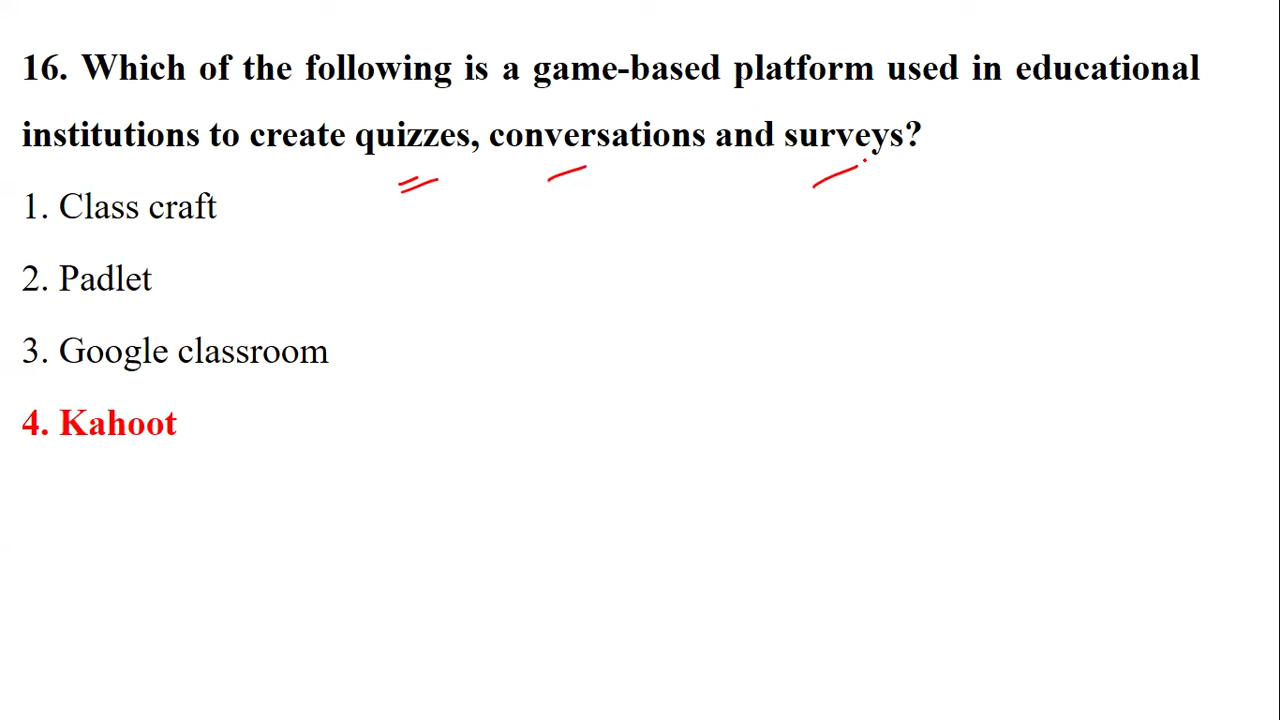 16. Which of the following is a game-based platform used in educational
institutions to create quizzes, conversations and surveys?
1. Class craft
2. Padlet
3. Google classroom
4. Kahoot